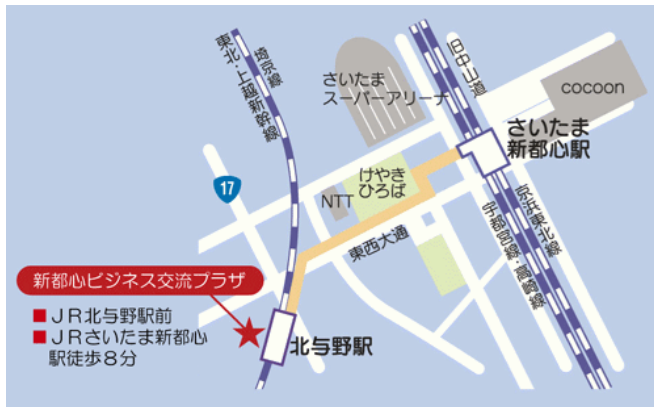 埼京線
東北・上越新幹線
さいたま
スーパーアリーナ
旧中山道
cocoon
さいたま
新都心駅
けやき
ひろば
NTT
17
東西大通
京浜東北線
宇都宮線・高崎線
新都心ビジネス交流プラザ
■ＪＲ北与野駅前
■ＪＲさいたま新都心
駅徒歩８分
北与野駅